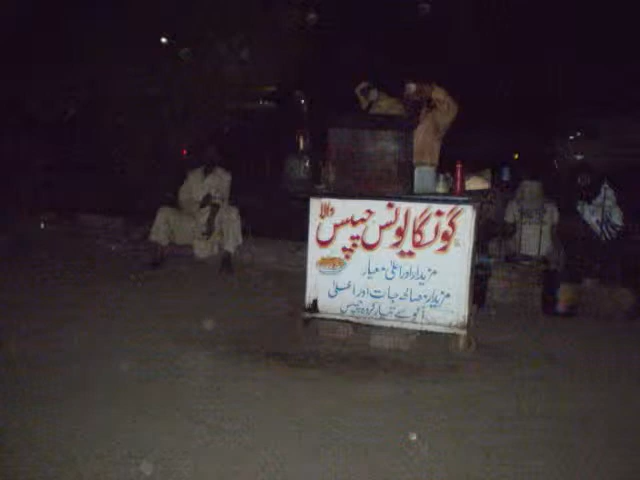 گونگا یونس چپس والا
مزیدار اور اعلیٰ معیار
مزیدار مصالحہ جات اور اعلیٰ
آلو سے تیار کردہ چپس